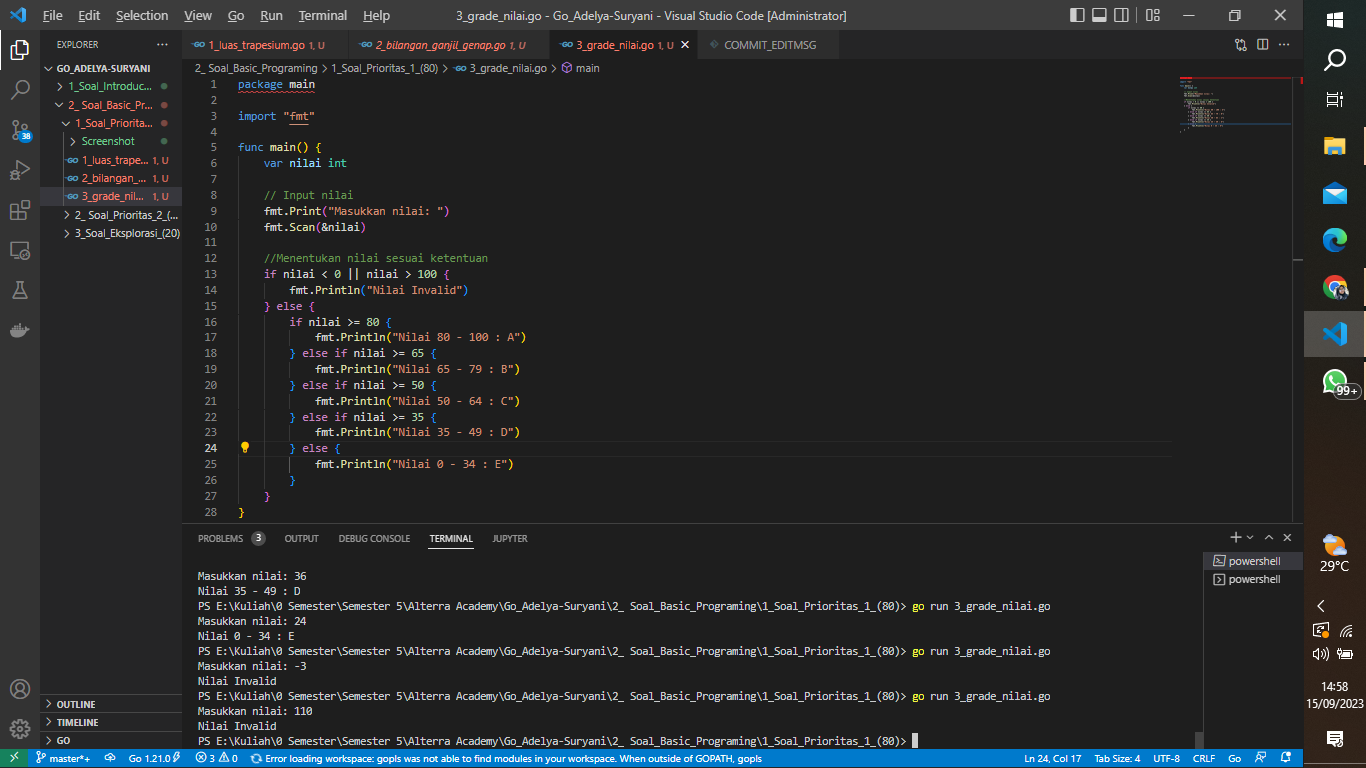 File Edit Selection View Go Run Terminal Help 3_grade_nilai.go - Go_Adelya-Suryani - Visual Studio Code [Administrator]
EXPLORER ...
1_luas_trapesium.go 1, U 2_bilangan_ganjil_genap.go 1, U 3_grade_nilai.go 1, U COMMIT_EDITMSG
GO_ADELYA-SURYANI
1_Soal_Introduc...
2_ Soal_Basic_Pr...
1_Soal_Priorita...
Screenshot
1_luas_trape... 1, U
2_bilangan_... 1, U
3_grade_nil... 1, U
2_ Soal_Prioritas_2_(...
3_Soal_Eksplorasi_(20)
38
OUTLINE
TIMELINE
GO
2_ Soal_Basic_Programing > 1_Soal_Prioritas_1_(80) > 3_grade_nilai.go > main
1 package main
2
3 import "fmt"
4
5 func main() {
6 var nilai int
7
8 // Input nilai
9 fmt.Print("Masukkan nilai: ")
10 fmt.Scan(&nilai)
11
12 //Menentukan nilai sesuai ketentuan
13 if nilai < 0 || nilai > 100 {
14 fmt.Println("Nilai Invalid")
15 } else {
16 if nilai >= 80 {
17 fmt.Println("Nilai 80 - 100 : A")
18 } else if nilai >= 65 {
19 fmt.Println("Nilai 65 - 79 : B")
20 } else if nilai >= 50 {
21 fmt.Println("Nilai 50 - 64 : C")
22 } else if nilai >= 35 {
23 fmt.Println("Nilai 35 - 49 : D")
24 } else {
25 fmt.Println("Nilai 0 - 34 : E")
26 }
27 }
28 }
PROBLEMS 3 OUTPUT DEBUG CONSOLE TERMINAL JUPYTER
Masukkan nilai: 36
Nilai 35 - 49 : D
PS E:\Kuliah\0 Semester\Semester 5\Alterra Academy\Go_Adelya-Suryani\2_ Soal_Basic_Programing\1_Soal_Prioritas_1_(80)> go run 3_grade_nilai.go
Masukkan nilai: 24
Nilai 0 - 34 : E
PS E:\Kuliah\0 Semester\Semester 5\Alterra Academy\Go_Adelya-Suryani\2_ Soal_Basic_Programing\1_Soal_Prioritas_1_(80)> go run 3_grade_nilai.go
Masukkan nilai: -3
Nilai Invalid
PS E:\Kuliah\0 Semester\Semester 5\Alterra Academy\Go_Adelya-Suryani\2_ Soal_Basic_Programing\1_Soal_Prioritas_1_(80)> go run 3_grade_nilai.go
Masukkan nilai: 110
Nilai Invalid
PS E:\Kuliah\0 Semester\Semester 5\Alterra Academy\Go_Adelya-Suryani\2_ Soal_Basic_Programing\1_Soal_Prioritas_1_(80)>
powershell
powershell
master*+ Go 1.21.0 3 0 Error loading workspace: gopls was not able to find modules in your workspace. When outside of GOPATH, gopls Ln 24, Col 17 Tab Size: 4 UTF-8 CRLF Go
99+
29°C
14:58
15/09/2023